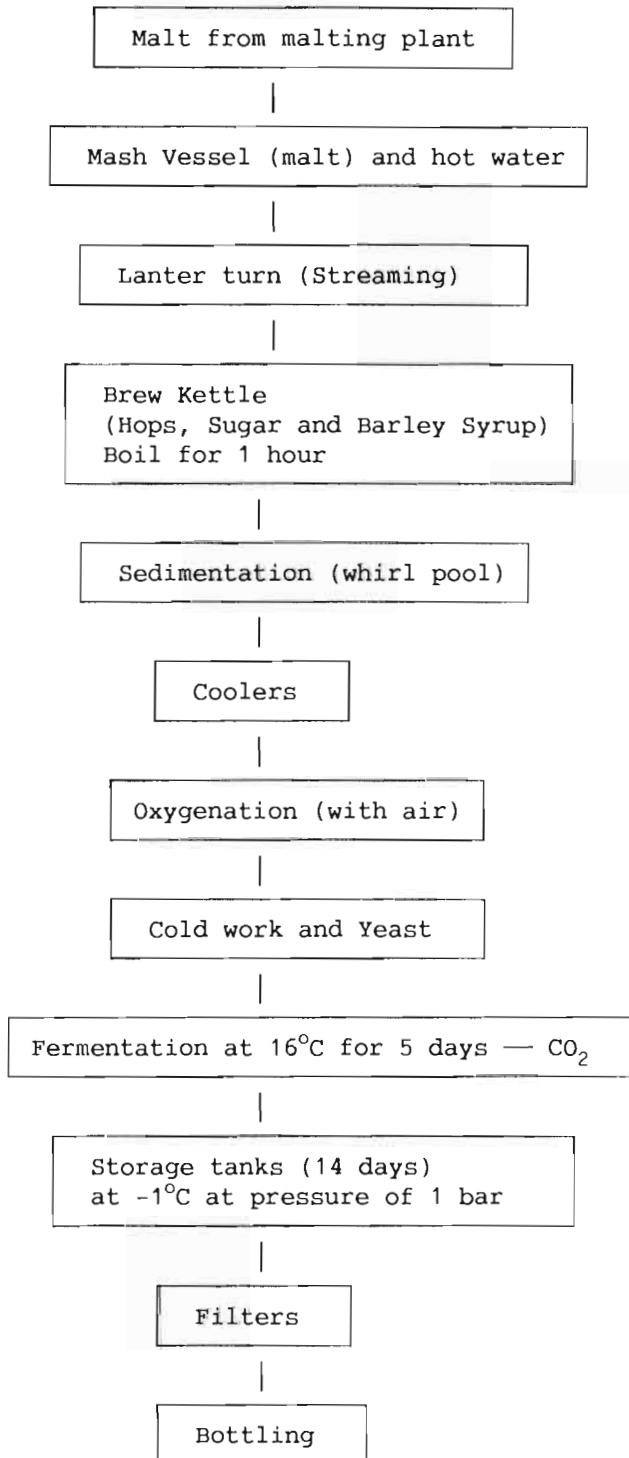 Malt from malting plant
Mash Vessel (malt) and hot water
Lanter turn (Streaming)
Brew Kettle
(Hops, Sugar and Barley Syrup)
Boil for 1 hour
Sedimentation (whirl pool)
Coolers
Oxygenation (with air)
Cold work and Yeast
Fermentation at 16°C for 5 days — CO₂
Storage tanks (14 days)
at -1°C at pressure of 1 bar
Filters
Bottling